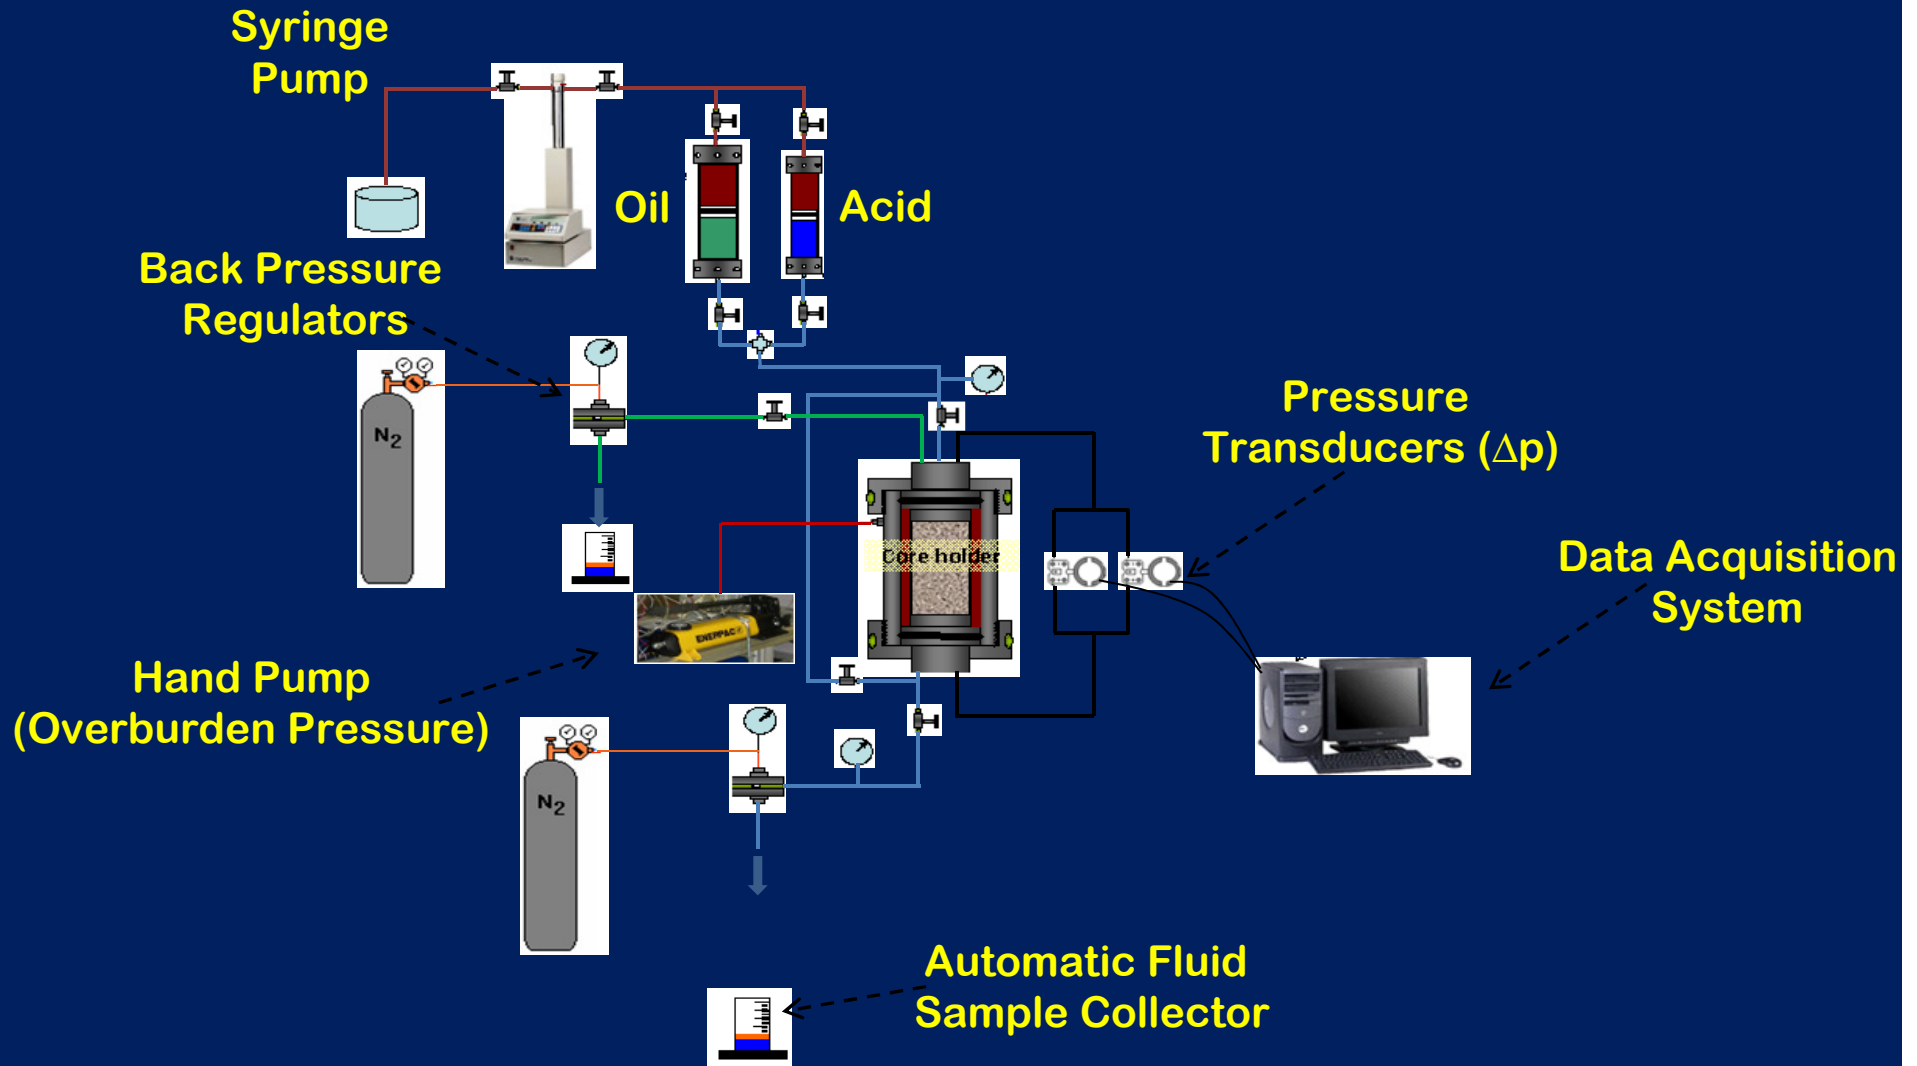 Syringe
Pump
Oil
Acid
Back Pressure
Regulators
N2
Pressure
Transducers (Δp)
Core holder
Data Acquisition
System
ENERPAC
Hand Pump
(Overburden Pressure)
N2
Automatic Fluid
Sample Collector